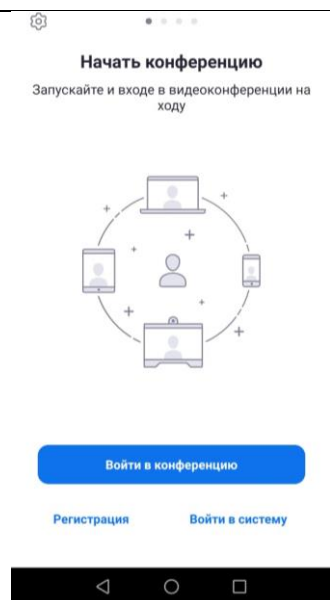 Начать конференцию
Запускайте и входе в видеоконференции на
ходу
Войти в конференцию
Регистрация
Войти в систему